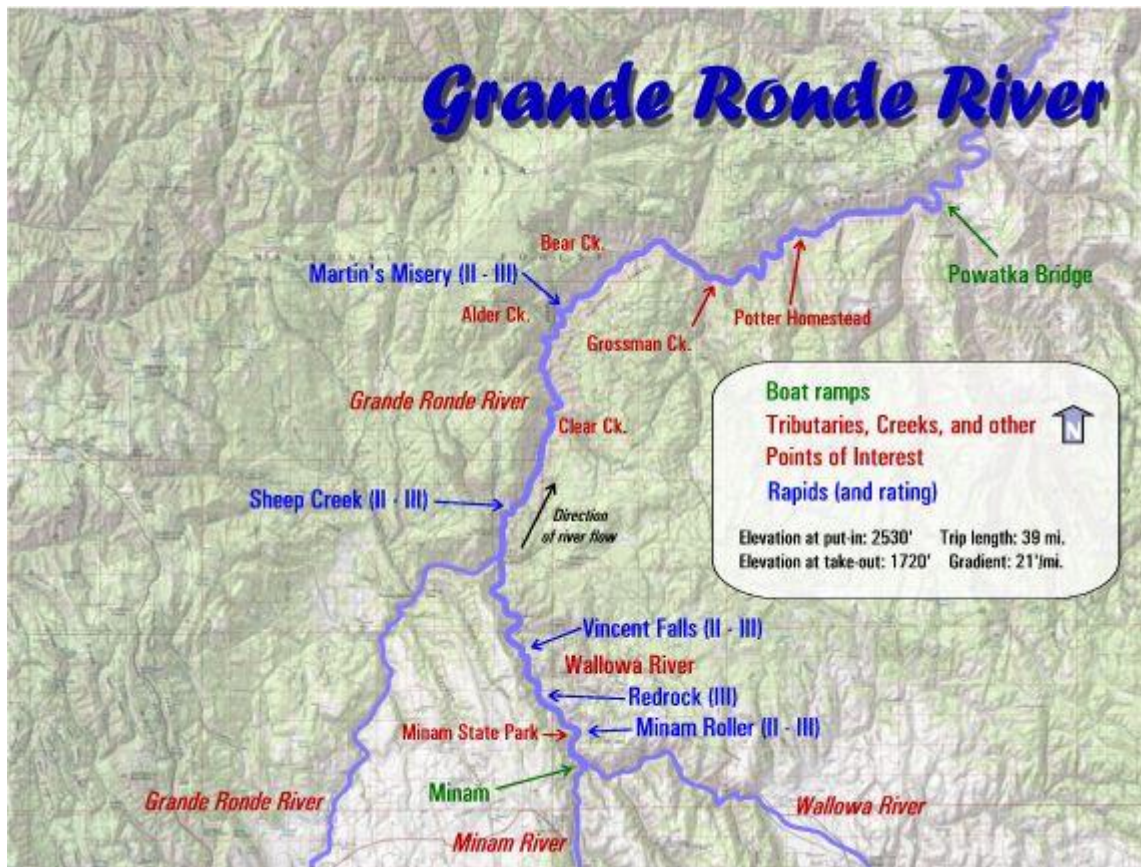 Grande Ronde River
Bear Ck.
Martin's Misery (II - III)
Powatka Bridge
Alder Ck.
Potter Homestead
Grossman Ck.
Grande Ronde River
Clear Ck.
Boat ramps
Tributaries, Creeks, and other
Points of Interest
N
Rapids (and rating)
Elevation at put-in: 2530' Trip length: 39 mi.
Elevation at take-out: 1720' Gradient: 21'/mi.
Sheep Creek (II - III)
Direction
of river flow
Vincent Falls (II - III)
Wallowa River
Redrock (III)
Minam State Park
Minam Roller (II - III)
Minam
Grande Ronde River
Wallowa River
Minam River